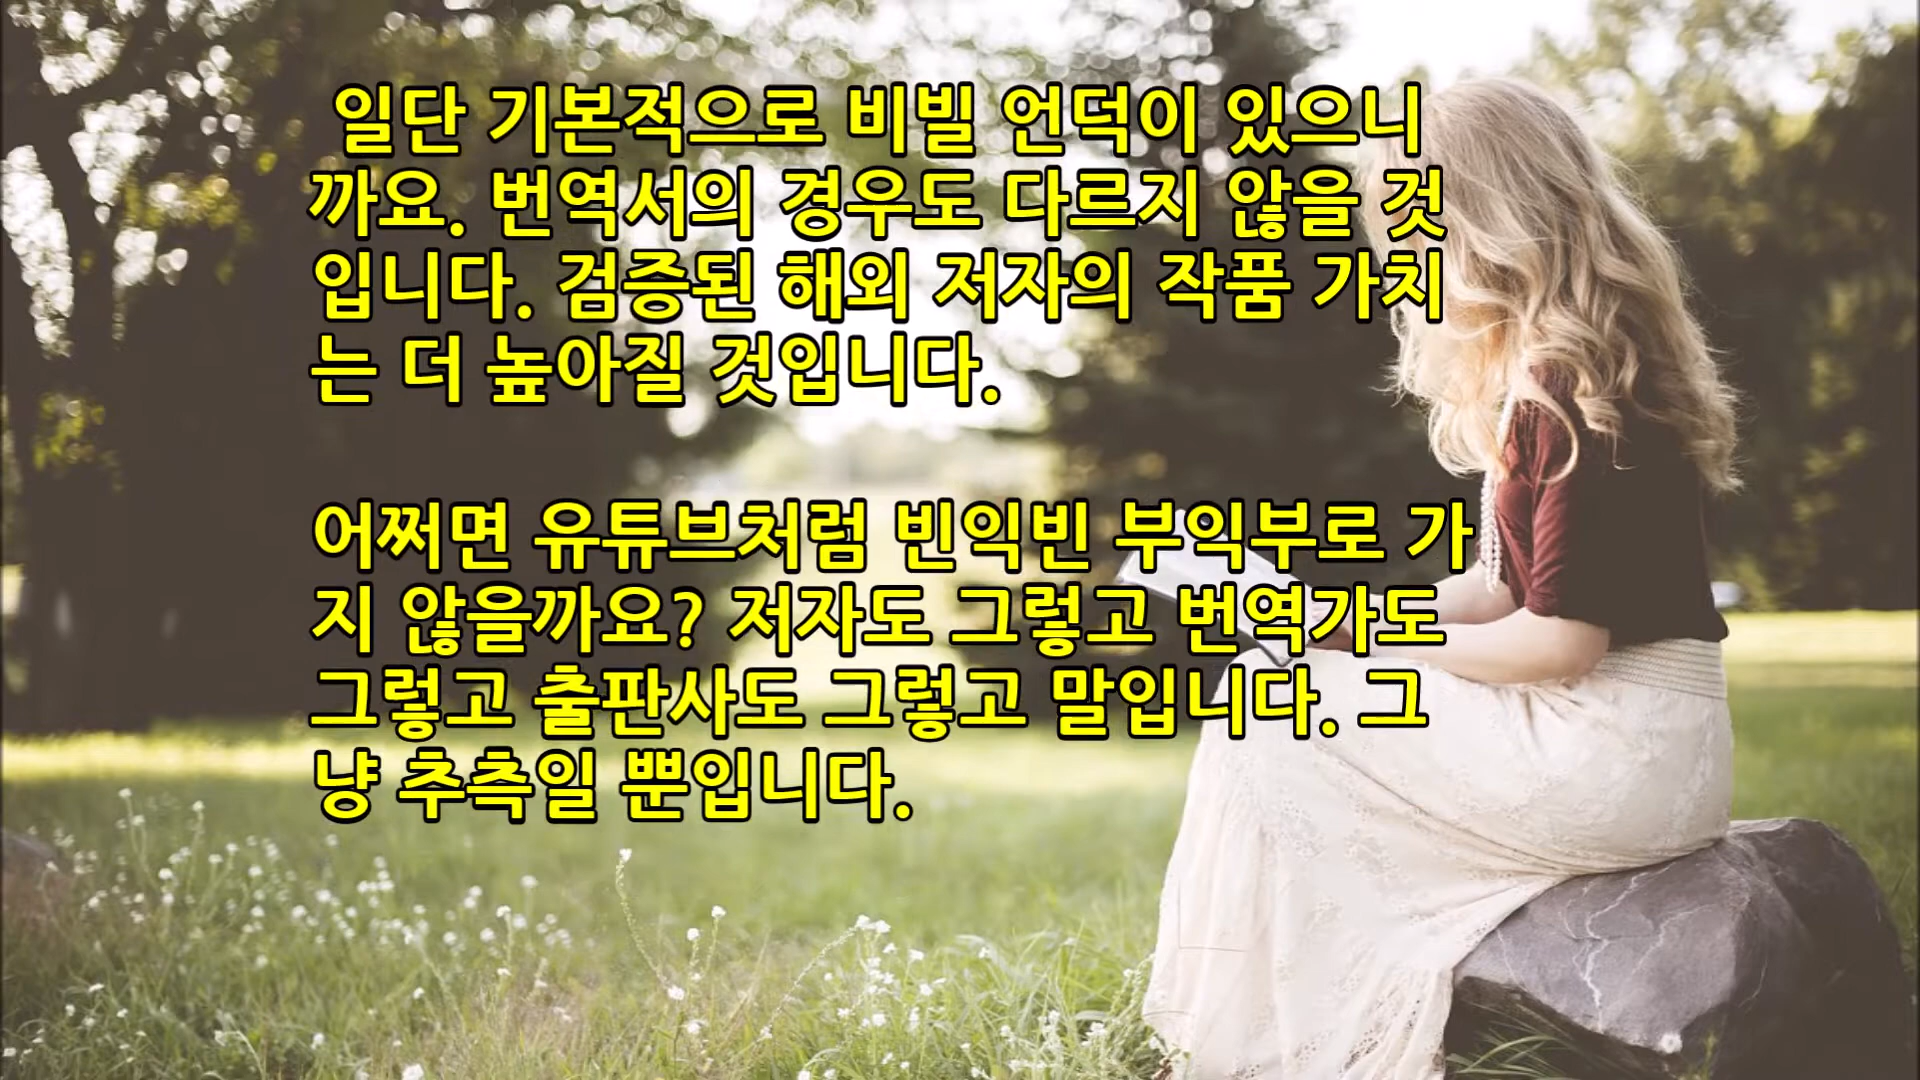 일단 기본적으로 비빌 언덕이 있으니
까요. 번역서의 경우도 다르지 않을 것
입니다. 검증된 해외 저자의 작품 가치
는 더 높아질 것입니다.
어쩌면 유튜브처럼 빈익빈 부익부로 가
지 않을까요? 저자도 그렇고 번역가도
그렇고 출판사도 그렇고 말입니다. 그
냥 추측일 뿐입니다.